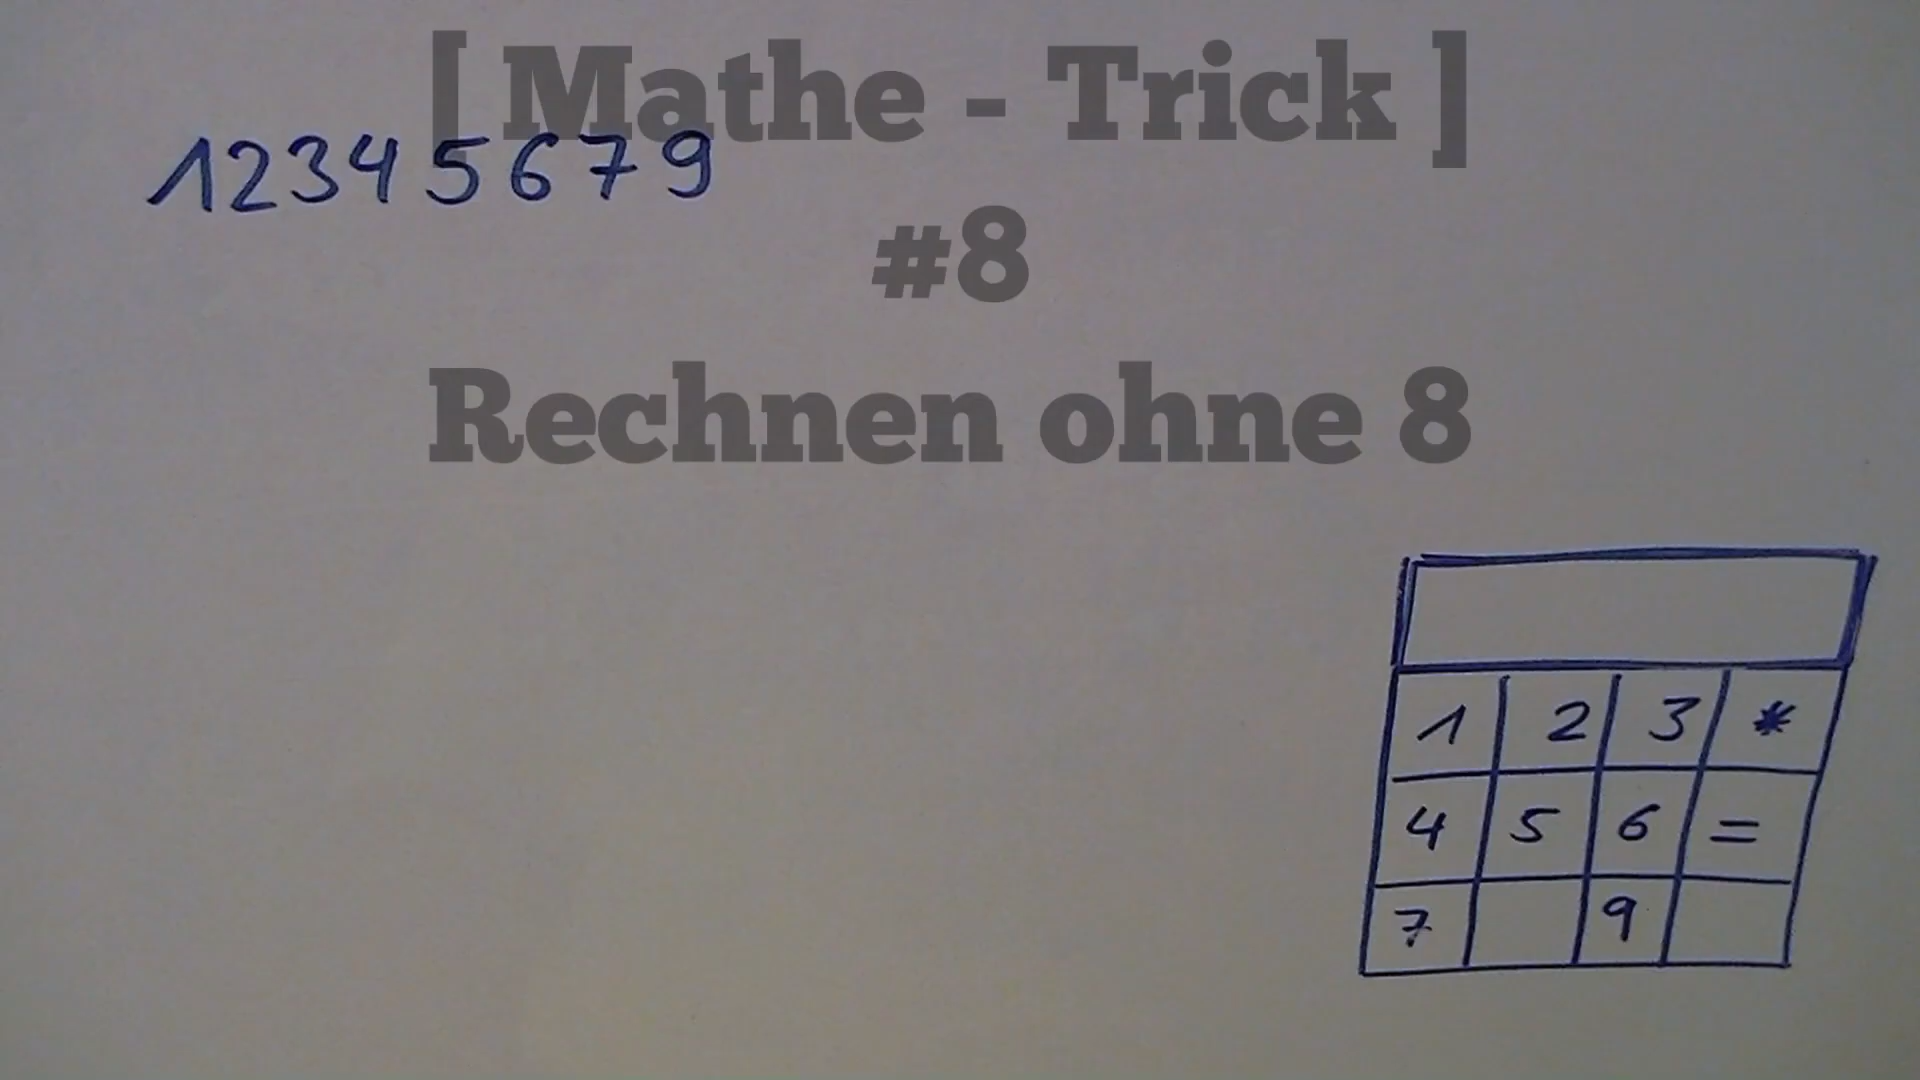 [ Mathe - Trick ]
12345679
#8
Rechnen ohne 8
1 2 3 *
4 5 6 =
7 9